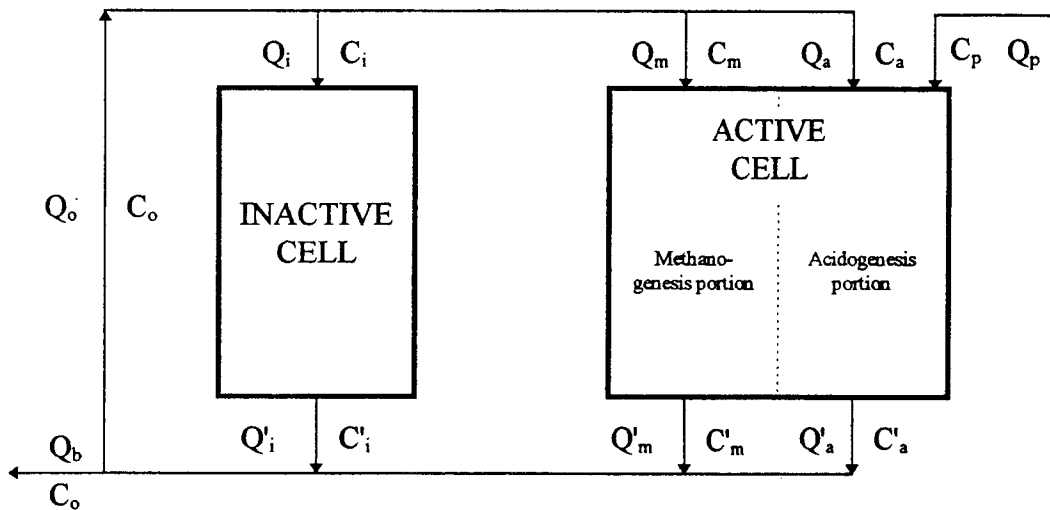 Qᵢ Cᵢ Qₘ Cₘ Qₐ Cₐ Cₚ Qₚ
ACTIVE
CELL
Qₒ Cₒ
INACTIVE
CELL
Methano-
genesis portion
Acidogenesis
portion
Q'ᵢ C'ᵢ Q'ₘ C'ₘ Q'ₐ C'ₐ
Q_b
Cₒ